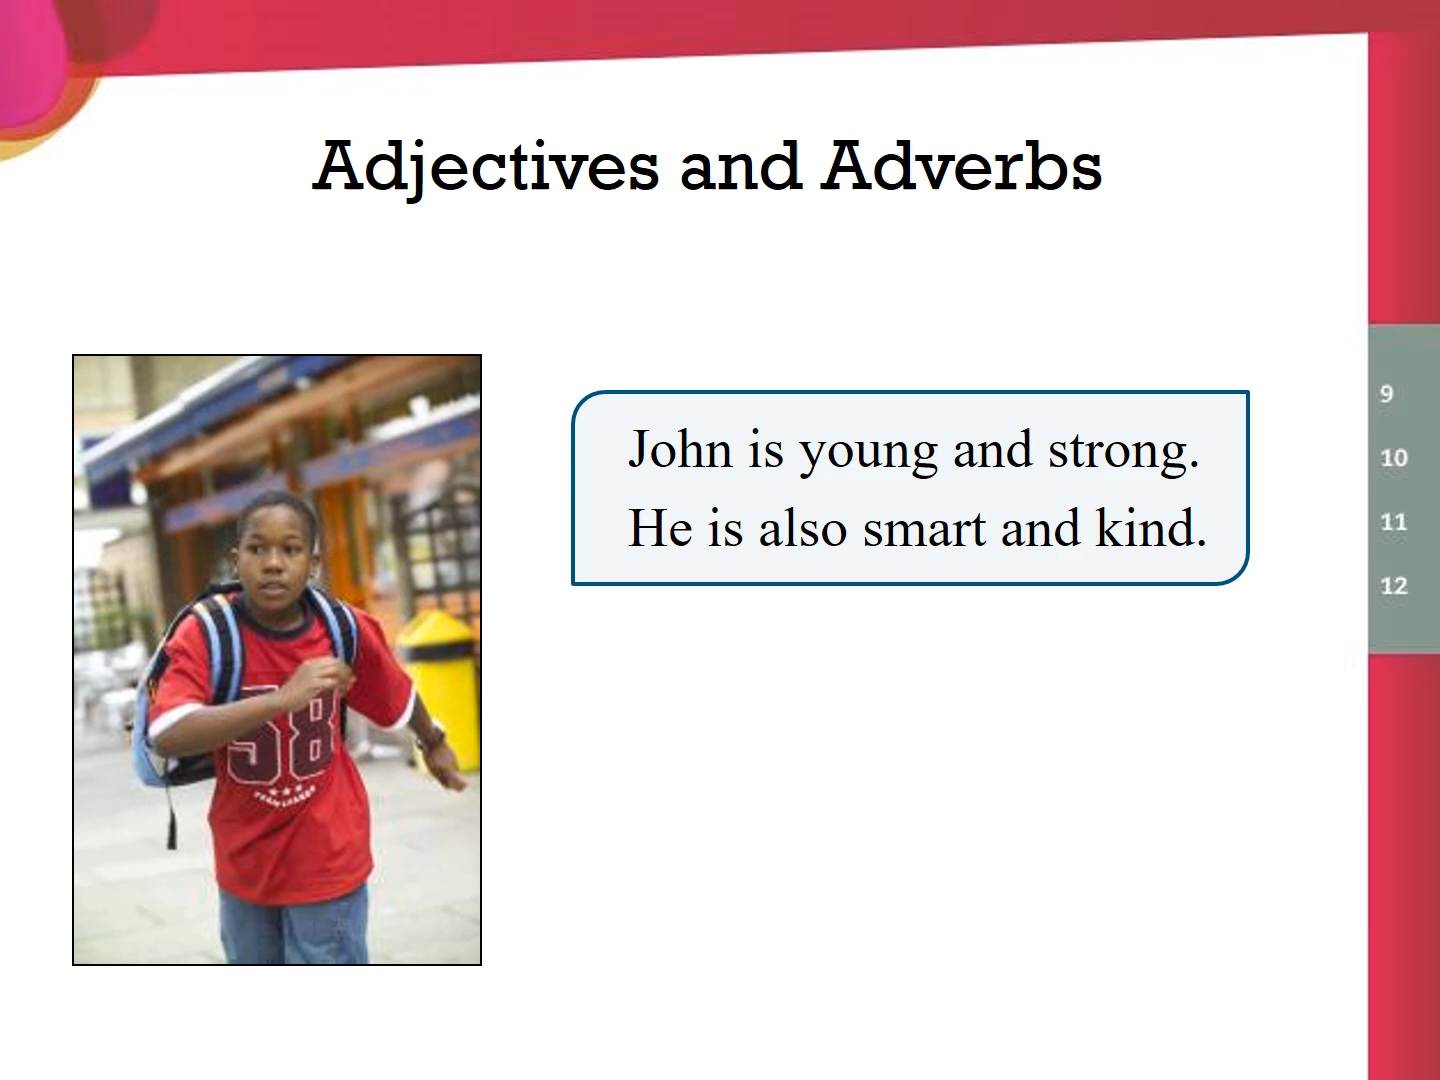 Adjectives and Adverbs
John is young and strong.
He is also smart and kind.
9
10
11
12
58